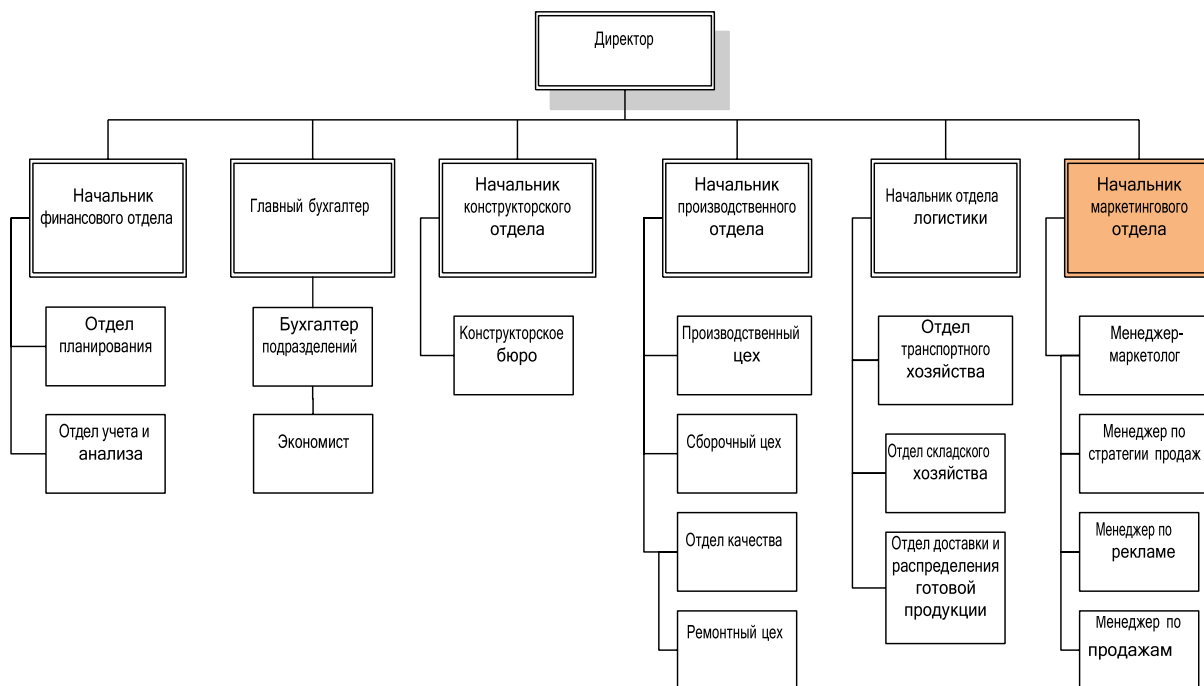 Директор
Начальник
финансового отдела
Главный бухгалтер
Начальник
конструкторского
отдела
Начальник
производственного
отдела
Начальник отдела
логистики
Начальник
маркетингового
отдела
Отдел
планирования
Бухгалтер
подразделений
Конструкторское
бюро
Производственный
цех
Отдел
транспортного
хозяйства
Менеджер-
маркетолог
Отдел учета и
анализа
Экономист
Сборочный цех
Отдел складского
хозяйства
Менеджер по
стратегии продаж
Отдел качества
Отдел доставки и
распределения
готовой
продукции
Менеджер по
рекламе
Ремонтный цех
Менеджер по
продажам